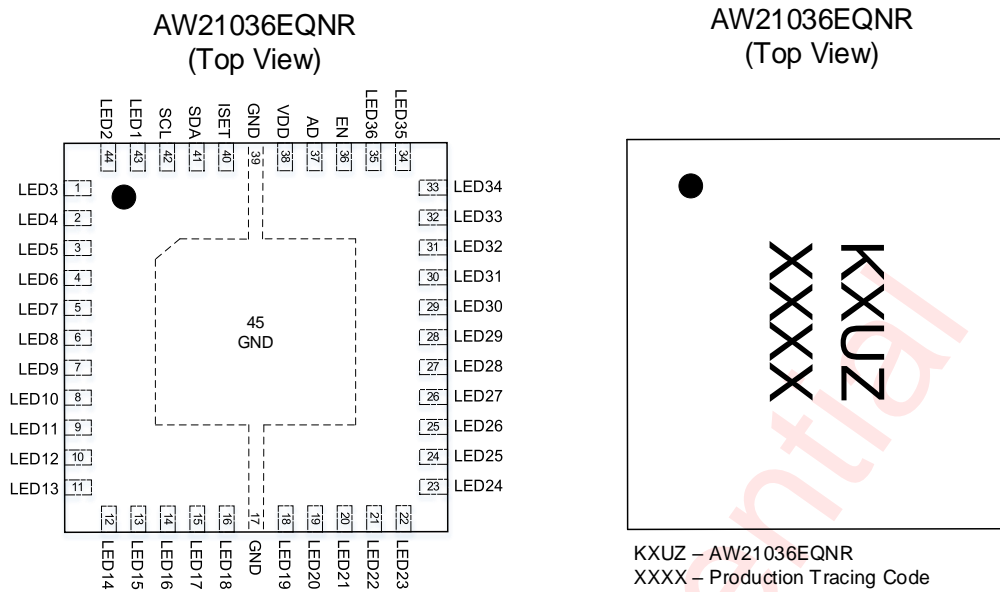 AW21036EQNR
(Top View)
LED2
LED1
SCL
SDA
ISET
GND
VDD
AD
EN
LED36
LED35
44
43
42
41
40
39
38
37
36
35
34
LED3 1
LED4 2
LED5 3
LED6 4
LED7 5
LED8 6
LED9 7
LED10 8
LED11 9
LED12 10
LED13 11
33 LED34
32 LED33
31 LED32
30 LED31
29 LED30
28 LED29
27 LED28
26 LED27
25 LED26
24 LED25
23 LED24
45
GND
12
13
14
15
16
17
18
19
20
21
22
LED14
LED15
LED16
LED17
LED18
GND
LED19
LED20
LED21
LED22
LED23
AW21036EQNR
(Top View)
KXUZ
XXXX
KXUZ – AW21036EQNR
XXXX – Production Tracing Code